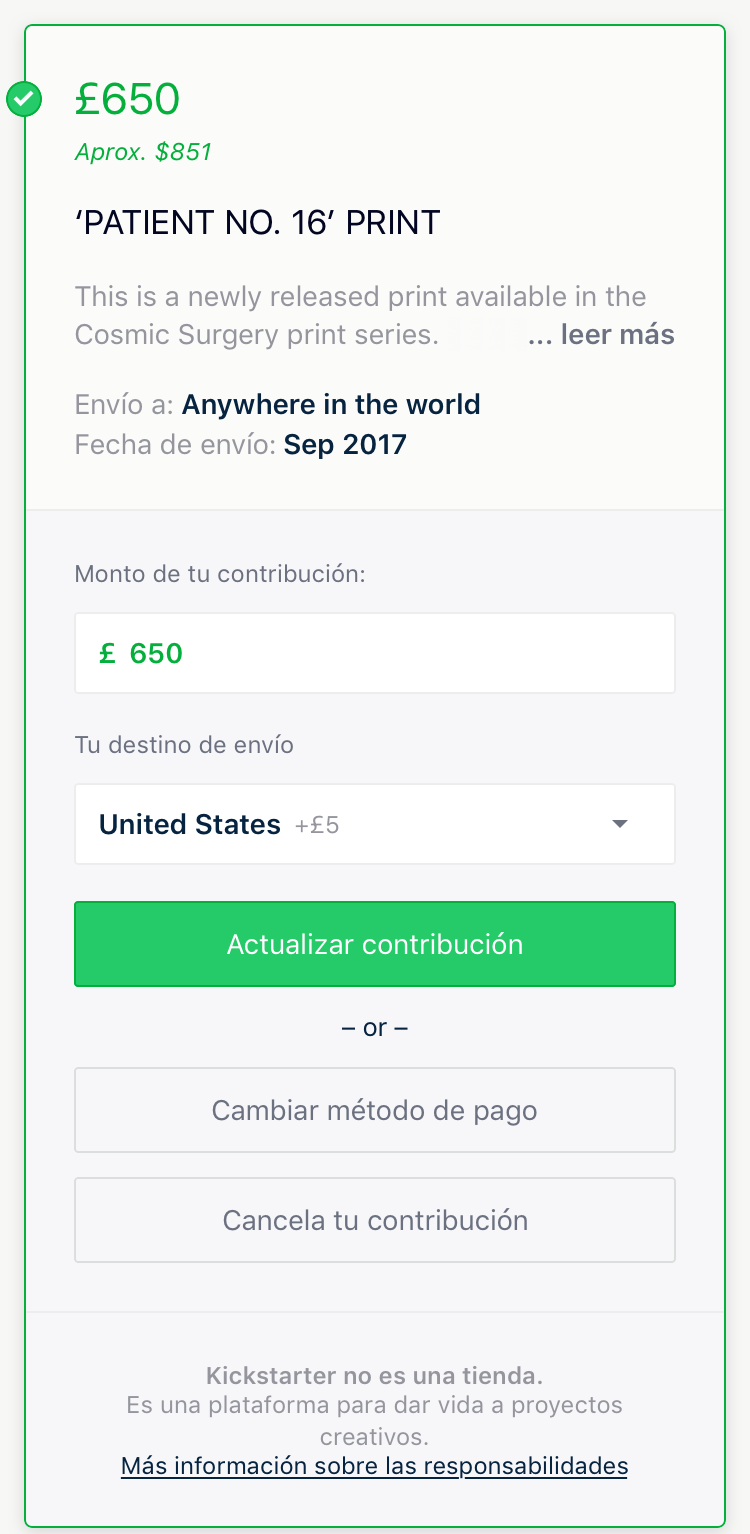 £650
Aprox. $851
‘PATIENT NO. 16’ PRINT
This is a newly released print available in the
Cosmic Surgery print series. ... leer más
Envío a: Anywhere in the world
Fecha de envío: Sep 2017
Monto de tu contribución:
£ 650
Tu destino de envío
United States +£5
Actualizar contribución
– or –
Cambiar método de pago
Cancela tu contribución
Kickstarter no es una tienda.
Es una plataforma para dar vida a proyectos
creativos.
Más información sobre las responsabilidades